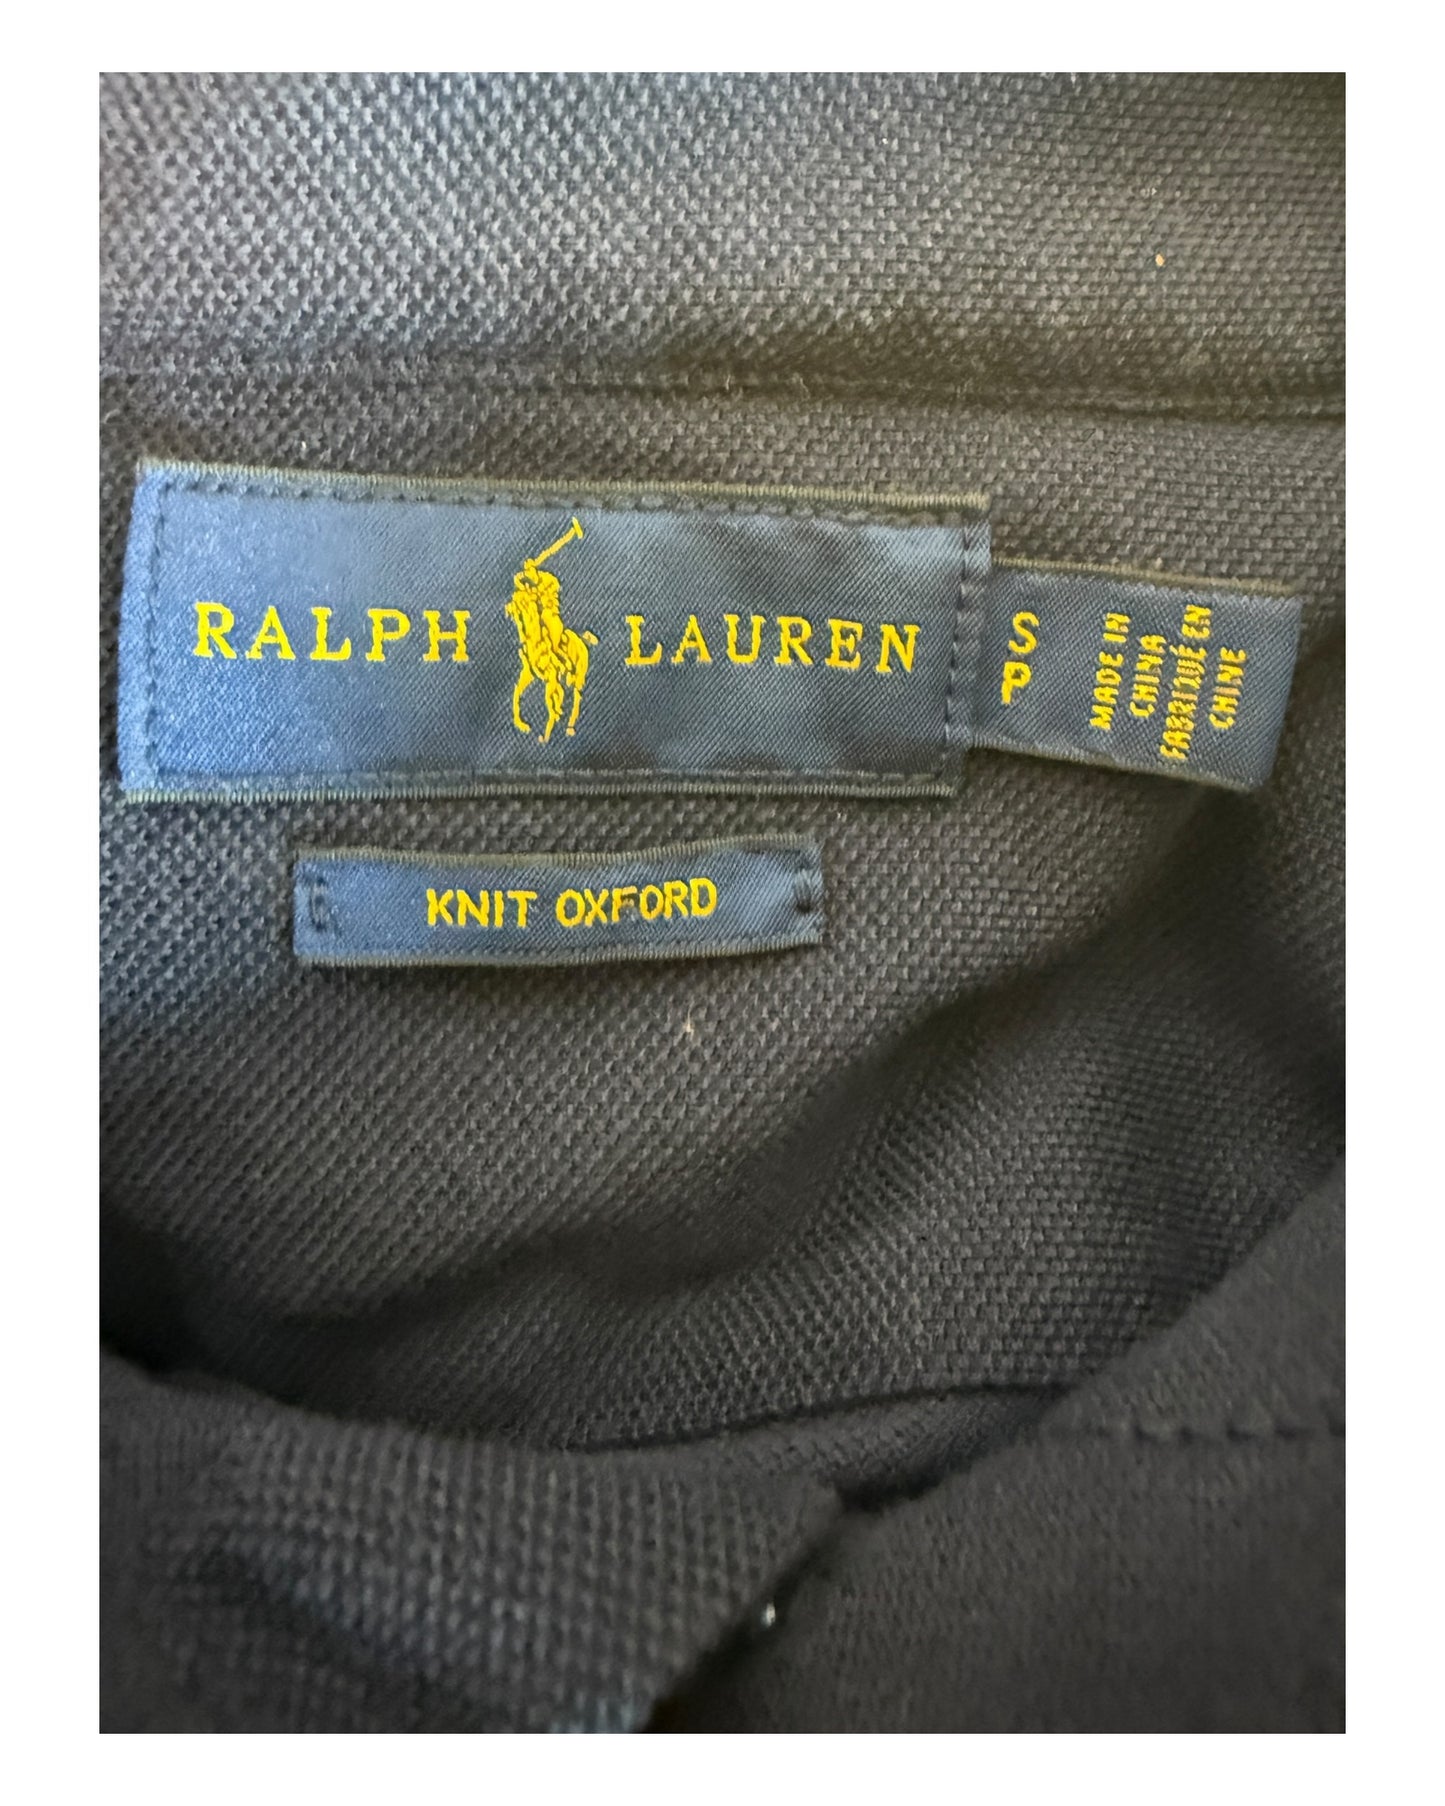 RALPH LAUREN
S
P
MADE IN
CHINA
FABRIQUÉ EN
CHINE
KNIT OXFORD